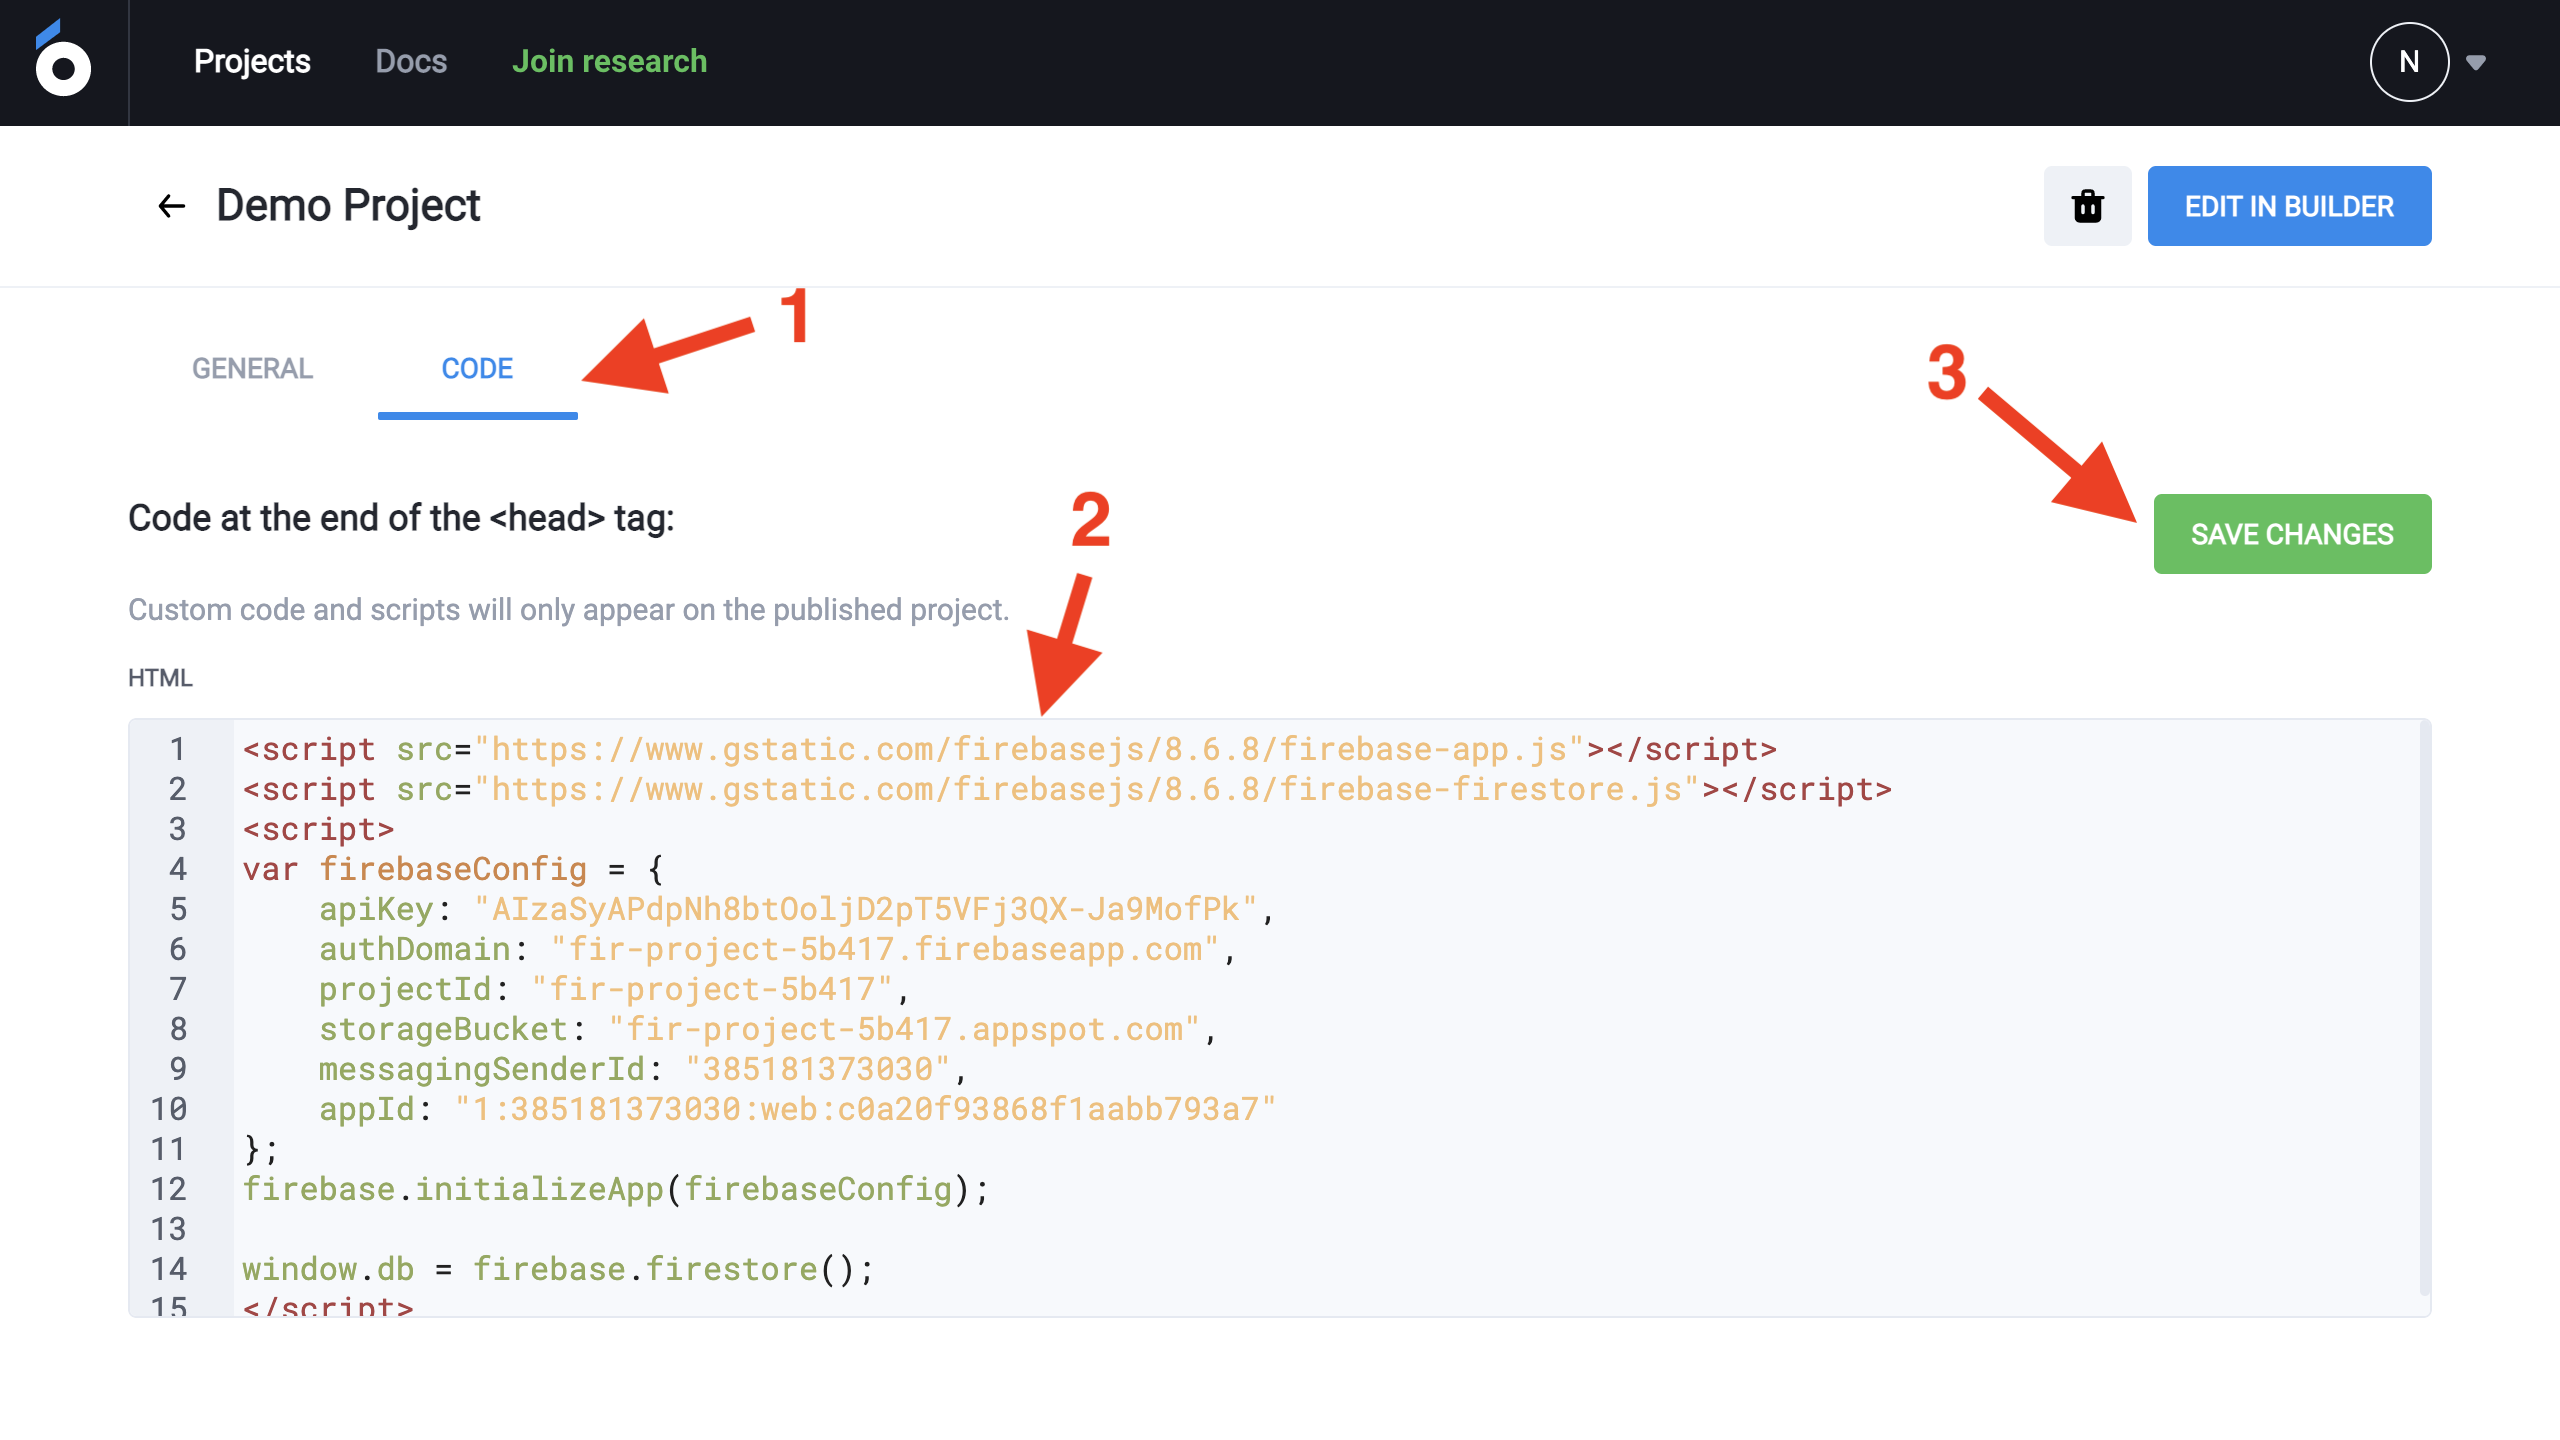 Projects Docs Join research N
Demo Project EDIT IN BUILDER
1
GENERAL CODE
3
2
Code at the end of the <head> tag: SAVE CHANGES
Custom code and scripts will only appear on the published project.
HTML
1 <script src="https://www.gstatic.com/firebasejs/8.6.8/firebase-app.js"></script>
2 <script src="https://www.gstatic.com/firebasejs/8.6.8/firebase-firestore.js"></script>
3 <script>
4 var firebaseConfig = {
5     apiKey: "AIzaSyAPdpNh8btOoljD2pT5VFj3QX-Ja9MofPk",
6     authDomain: "fir-project-5b417.firebaseapp.com",
7     projectId: "fir-project-5b417",
8     storageBucket: "fir-project-5b417.appspot.com",
9     messagingSenderId: "385181373030",
10     appId: "1:385181373030:web:c0a20f93868f1aabb793a7"
11 };
12 firebase.initializeApp(firebaseConfig);
13
14 window.db = firebase.firestore();
15 </script>